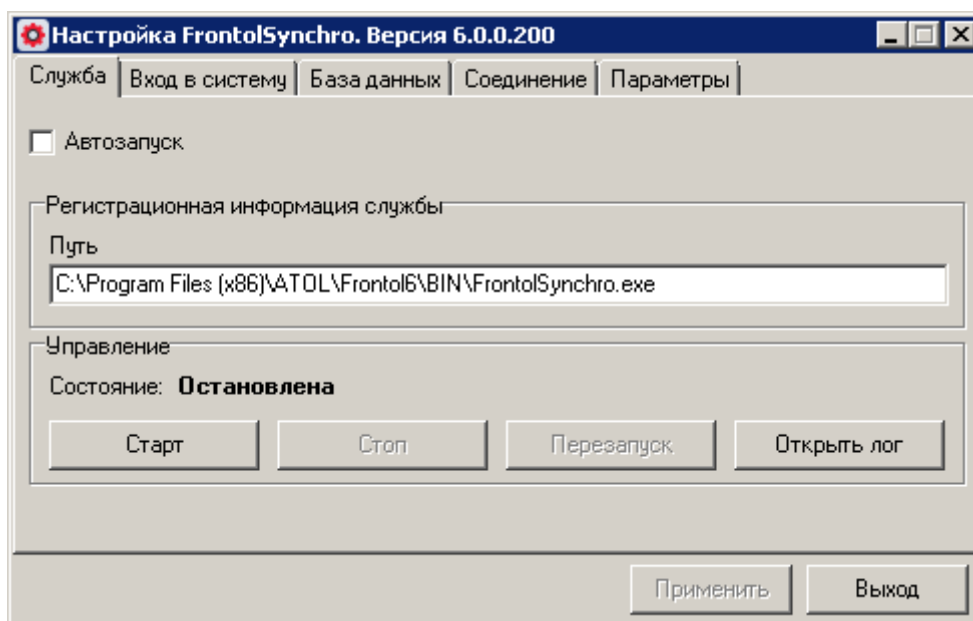 Настройка FrontolSynchro. Версия 6.0.0.200
Служба Вход в систему База данных Соединение Параметры
Автозапуск
Регистрационная информация службы
Путь
C:\Program Files (x86)\ATOL\Frontol6\BIN\FrontolSynchro.exe
Управление
Состояние: Остановлена
Старт Стоп Перезапуск Открыть лог
Применить Выход